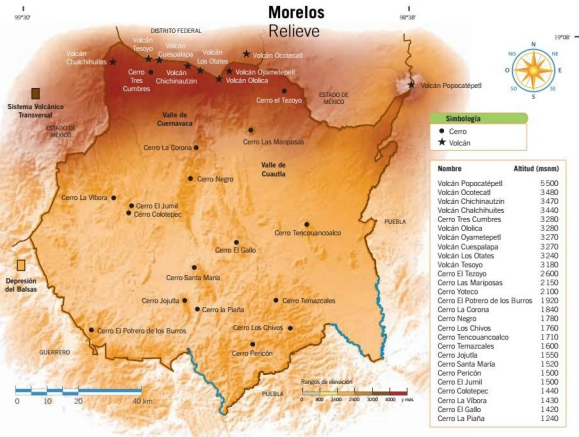 Morelos
Relieve
99°30'
98°38'
19°08'
DISTRITO FEDERAL
Volcán
Tesoyo
Volcán
Cuespalapa
Volcán
Chalchihuites
Volcán
Los Otates
Volcán Ocotecatl
Cerro
Tres
Cumbres
Volcán
Chichinautzin
Volcán Oyametepetl
Volcán Ololica
Cerro el Tezoyo
ESTADO DE
MÉXICO
Volcán Popocatépetl
N
NE
E
SE
S
SO
O
NO
Sistema Volcánico
Transversal
ESTADO DE
MÉXICO
Valle de
Cuernavaca
Cerro La Corona
Cerro Las Mariposas
Valle de
Cuautla
Cerro Negro
Cerro La Víbora
Cerro El Jumil
Cerro Colotepec
Cerro Tencouancoalco
PUEBLA
Cerro El Gallo
Depresión
del Balsas
Cerro Santa María
Cerro Jojutla
Cerro la Piaña
Cerro Temazcales
Cerro El Potrero de los Burros
Cerro Los Chivos
GUERRERO
Cerro Pericón
PUEBLA
0 10 20 40 km
Rangos de elevación
Simbología
Cerro
Volcán
Nombre Altitud (msnm)
Volcán Popocatépetl 5 500
Volcán Ocotecatl 3 480
Volcán Chichinautzin 3 470
Volcán Chalchihuites 3 440
Cerro Tres Cumbres 3 280
Volcán Ololica 3 280
Volcán Oyametepetl 3 270
Volcán Cuespalapa 3 270
Volcán Los Otates 3 240
Volcán Tesoyo 3 180
Cerro El Tezoyo 2 600
Cerro Las Mariposas 2 150
Cerro Yoteco 2 100
Cerro El Potrero de los Burros 1 920
Cerro La Corona 1 840
Cerro Negro 1 780
Cerro Los Chivos 1 760
Cerro Tencouancoalco 1 710
Cerro Temazcales 1 600
Cerro Jojutla 1 550
Cerro Santa María 1 520
Cerro Pericón 1 500
Cerro El Jumil 1 500
Cerro Colotepec 1 440
Cerro La Víbora 1 430
Cerro El Gallo 1 420
Cerro La Piaña 1 240